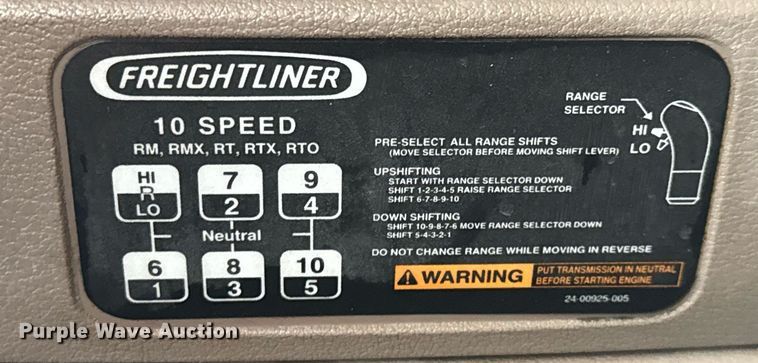 FREIGHTLINER
10 SPEED
RM, RMX, RT, RTX, RTO
HI R LO
7 2
9 4
Neutral
6 1
8 3
10 5
RANGE
SELECTOR
HI
LO
PRE-SELECT ALL RANGE SHIFTS
(MOVE SELECTOR BEFORE MOVING SHIFT LEVER)
UPSHIFTING
START WITH RANGE SELECTOR DOWN
SHIFT 1-2-3-4-5 RAISE RANGE SELECTOR
SHIFT 6-7-8-9-10
DOWN SHIFTING
SHIFT 10-9-8-7-6 MOVE RANGE SELECTOR DOWN
SHIFT 5-4-3-2-1
DO NOT CHANGE RANGE WHILE MOVING IN REVERSE
WARNING
PUT TRANSMISSION IN NEUTRAL
BEFORE STARTING ENGINE
24-00925-005
Purple Wave Auction